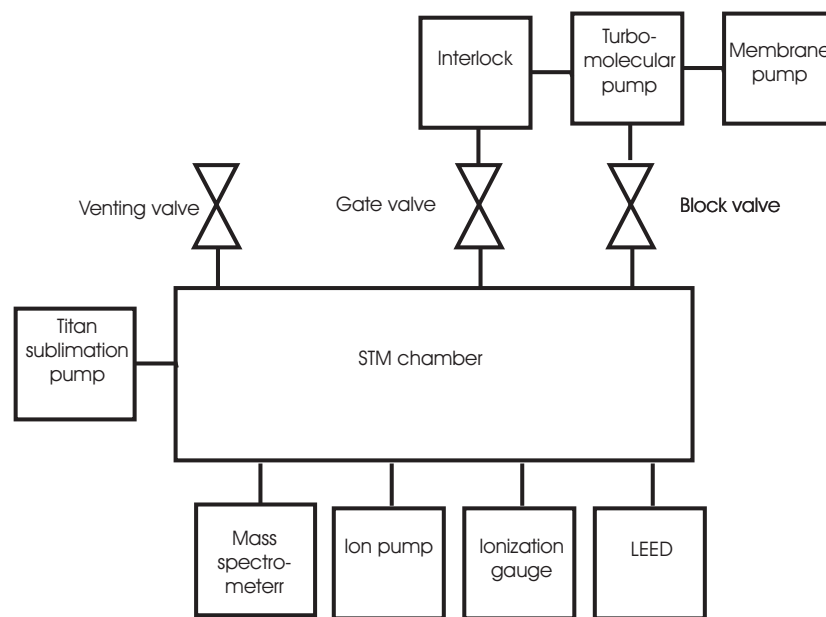 Interlock
Turbo-
molecular
pump
Membrane
pump
Venting valve
Gate valve
Block valve
Titan
sublimation
pump
STM chamber
Mass
spectro-
meterr
Ion pump
Ionization
gauge
LEED